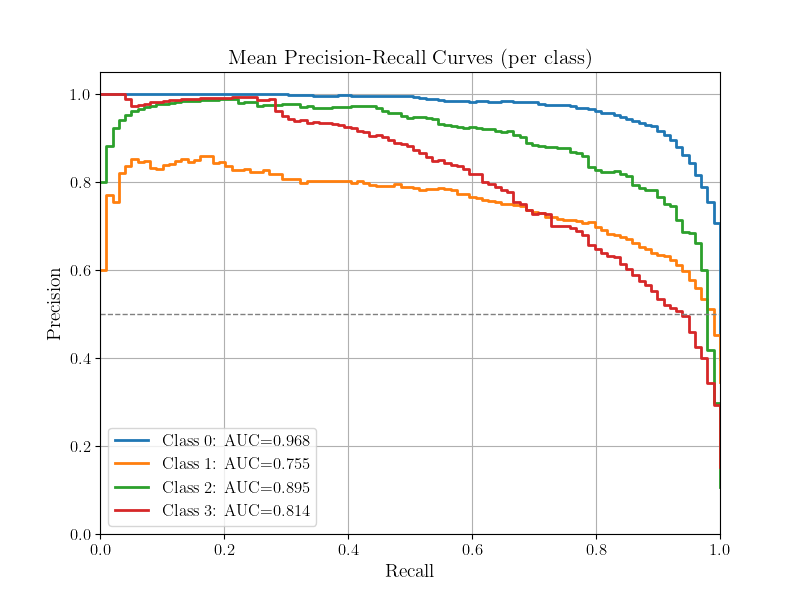 Mean Precision-Recall Curves (per class)
Precision
1.0
0.8
0.6
0.4
0.2
0.0
Class 0: AUC=0.968
Class 1: AUC=0.755
Class 2: AUC=0.895
Class 3: AUC=0.814
0.0 0.2 0.4 0.6 0.8 1.0
Recall